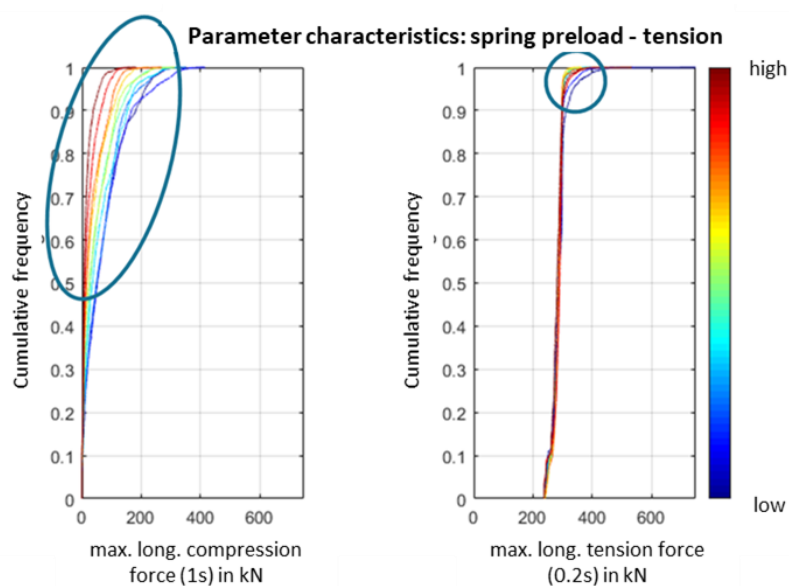 Parameter characteristics: spring preload - tension
1
0.9
0.8
0.7
0.6
0.5
0.4
0.3
0.2
0.1
0
Cumulative frequency
0 200 400 600
max. long. compression
force (1s) in kN
1
0.9
0.8
0.7
0.6
0.5
0.4
0.3
0.2
0.1
0
Cumulative frequency
0 200 400 600
max. long. tension force
(0.2s) in kN
high
low